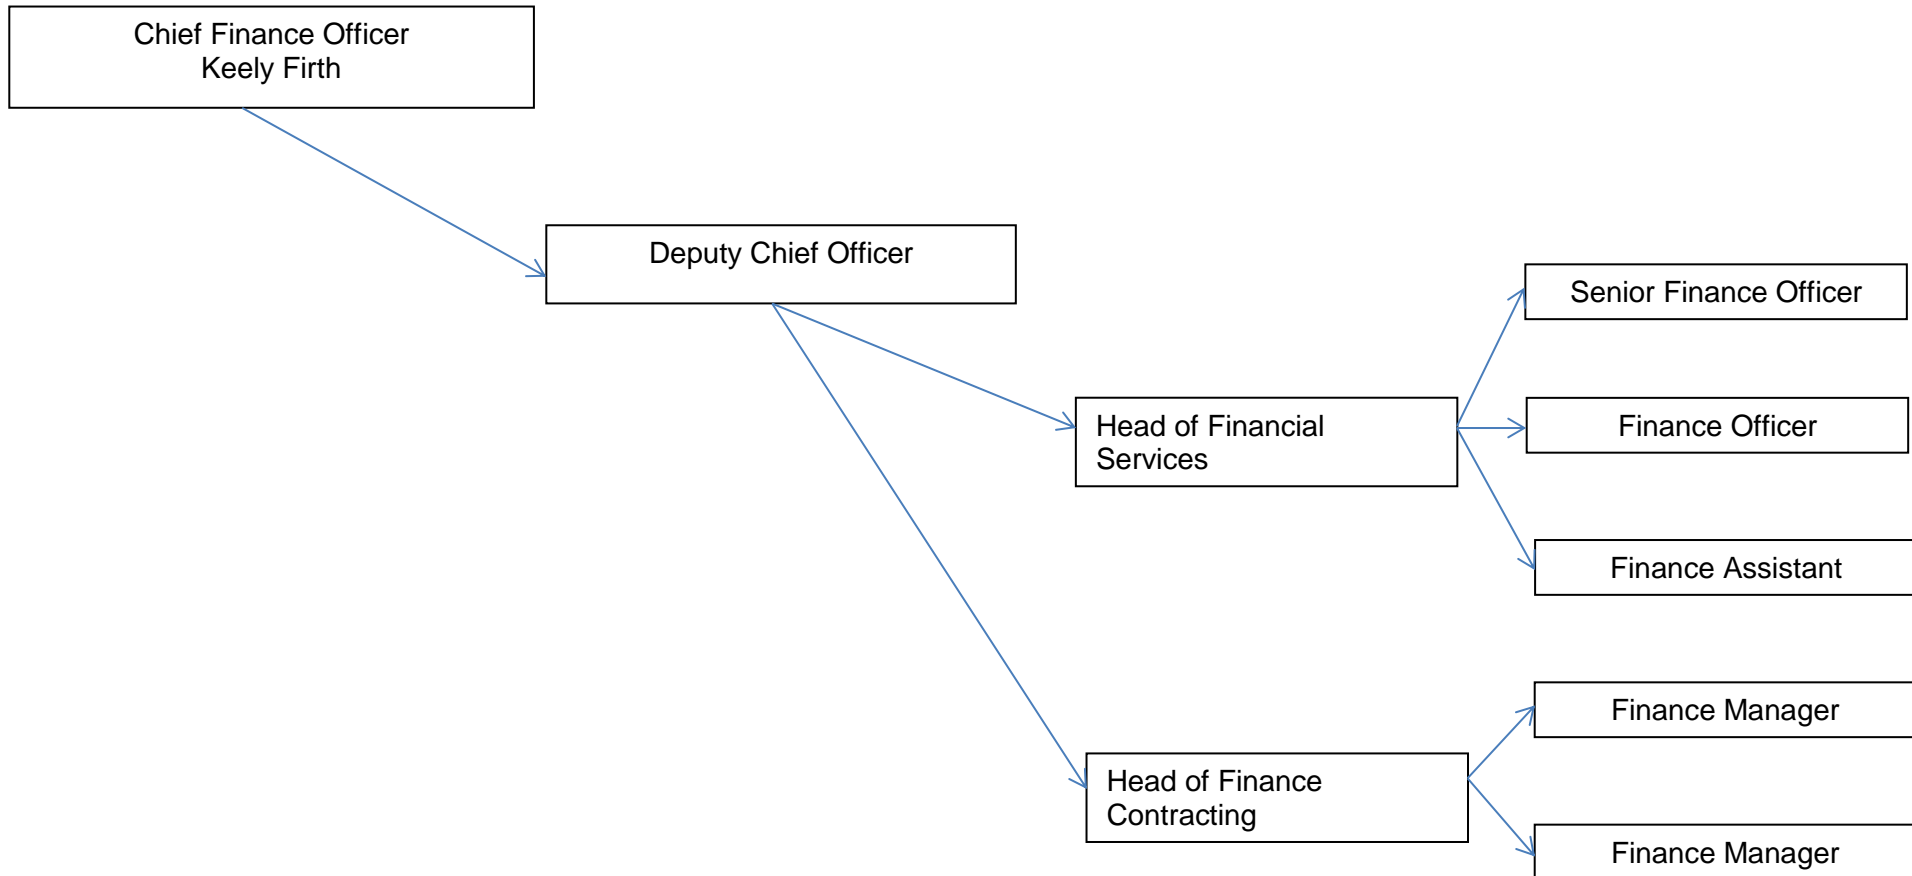 Chief Finance Officer
Keely Firth
Deputy Chief Officer
Senior Finance Officer
Head of Financial
Services
Finance Officer
Finance Assistant
Finance Manager
Head of Finance
Contracting
Finance Manager